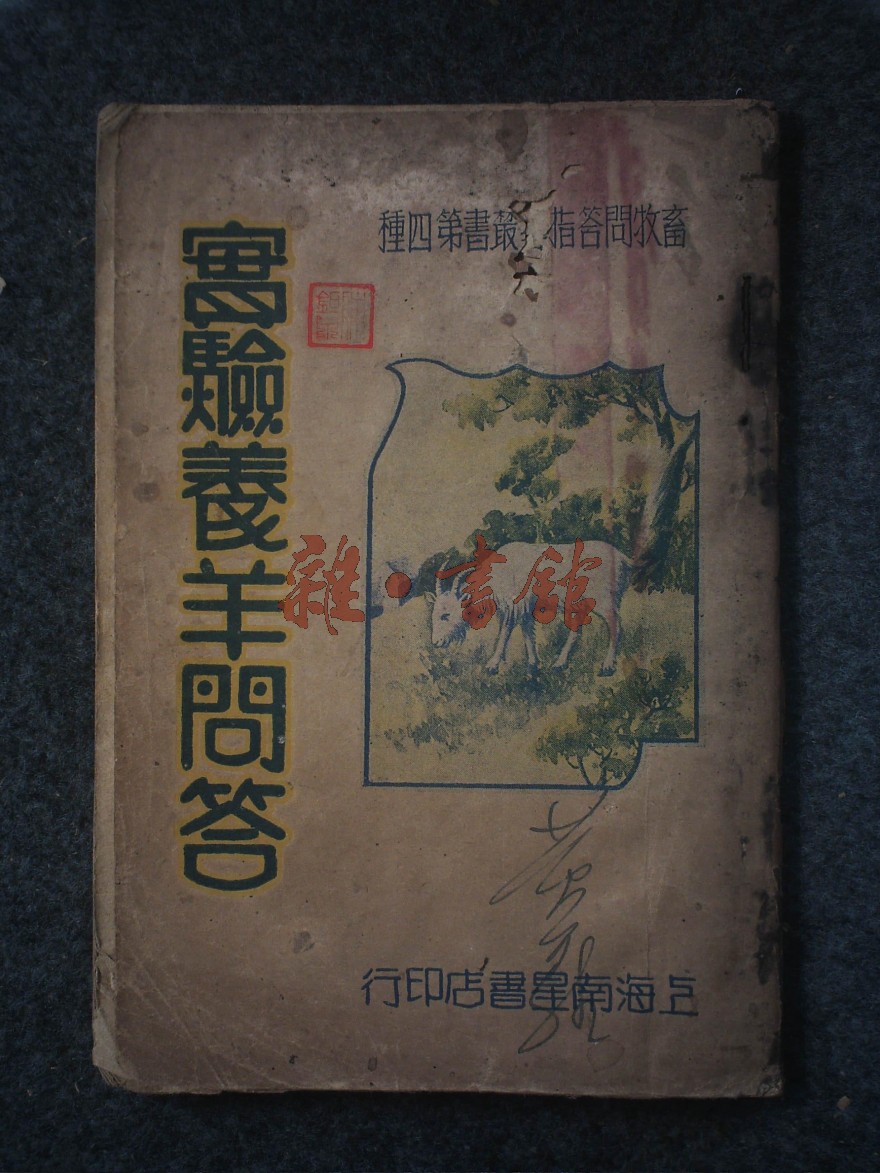 畜牧問答指叢書第四種
實驗養羊問答
雜·書館
上海南星書店印行